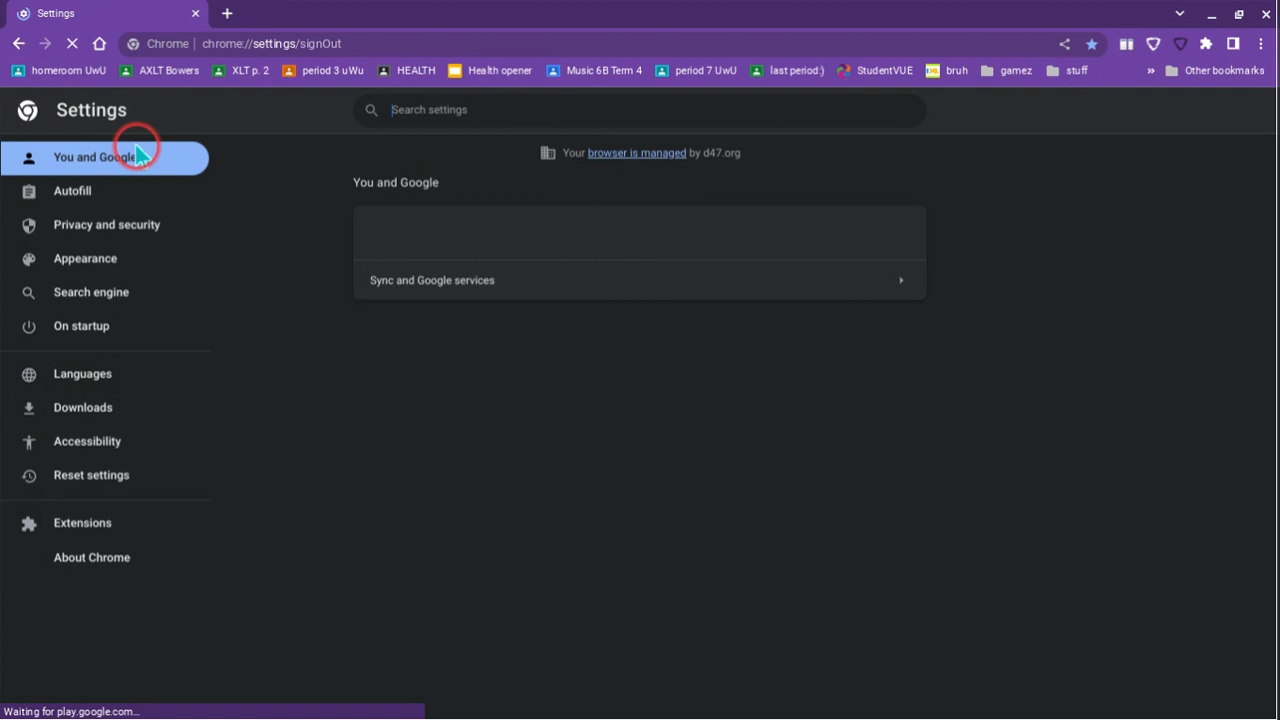 Settings
Chrome | chrome://settings/signOut
homeroom UwU AXLT Bowers XLT p. 2 period 3 uWu HEALTH Health opener Music 6B Term 4 period 7 UwU last period:) StudentVUE bruh gamez stuff » Other bookmarks
Settings
Search settings
Your browser is managed by d47.org
You and Google
Autofill
Privacy and security
Appearance
Search engine
On startup
Languages
Downloads
Accessibility
Reset settings
Extensions
About Chrome
You and Google
Sync and Google services
Waiting for play.google.com...